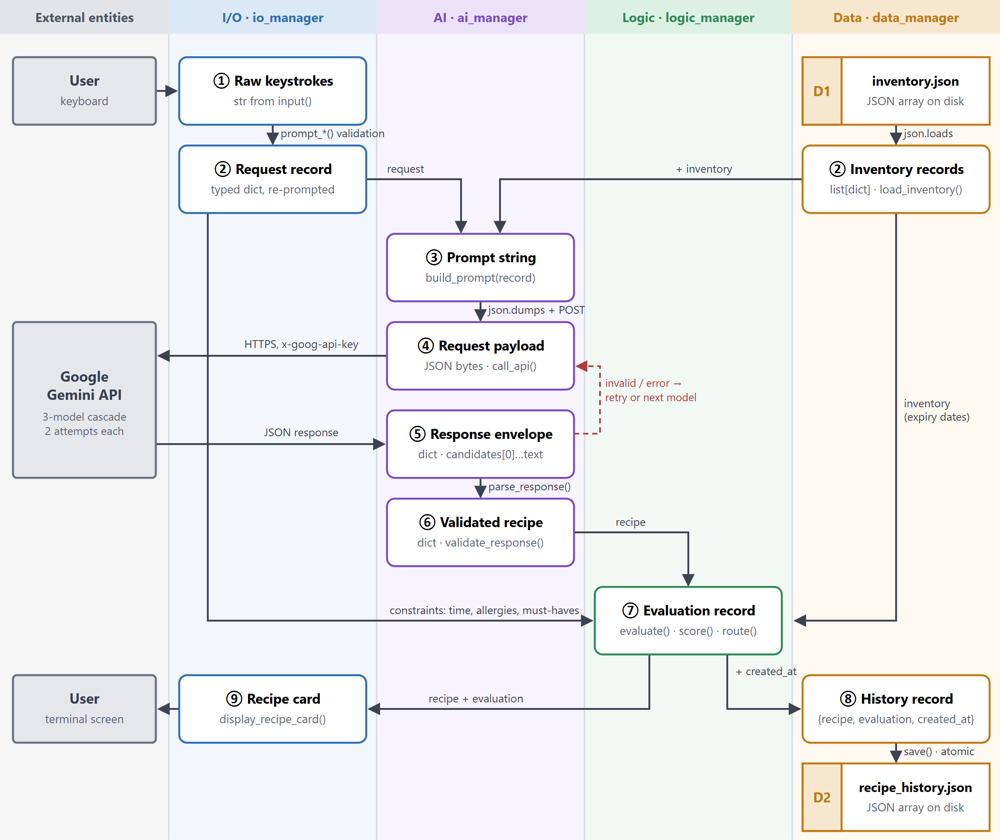 External entities
I/O · io_manager
AI · ai_manager
Logic · logic_manager
Data · data_manager
User
keyboard
① Raw keystrokes
str from input()
D1
inventory.json
JSON array on disk
prompt_*() validation
json.loads
② Request record
typed dict, re-prompted
request
+ inventory
② Inventory records
list[dict] · load_inventory()
③ Prompt string
build_prompt(record)
json.dumps + POST
HTTPS, x-goog-api-key
④ Request payload
JSON bytes · call_api()
Google
Gemini API
3-model cascade
2 attempts each
invalid / error →
retry or next model
inventory
(expiry dates)
JSON response
⑤ Response envelope
dict · candidates[0]...text
parse_response()
⑥ Validated recipe
dict · validate_response()
recipe
constraints: time, allergies, must-haves
⑦ Evaluation record
evaluate() · score() · route()
+ created_at
User
terminal screen
⑨ Recipe card
display_recipe_card()
recipe + evaluation
⑧ History record
{recipe, evaluation, created_at}
save() · atomic
D2
recipe_history.json
JSON array on disk